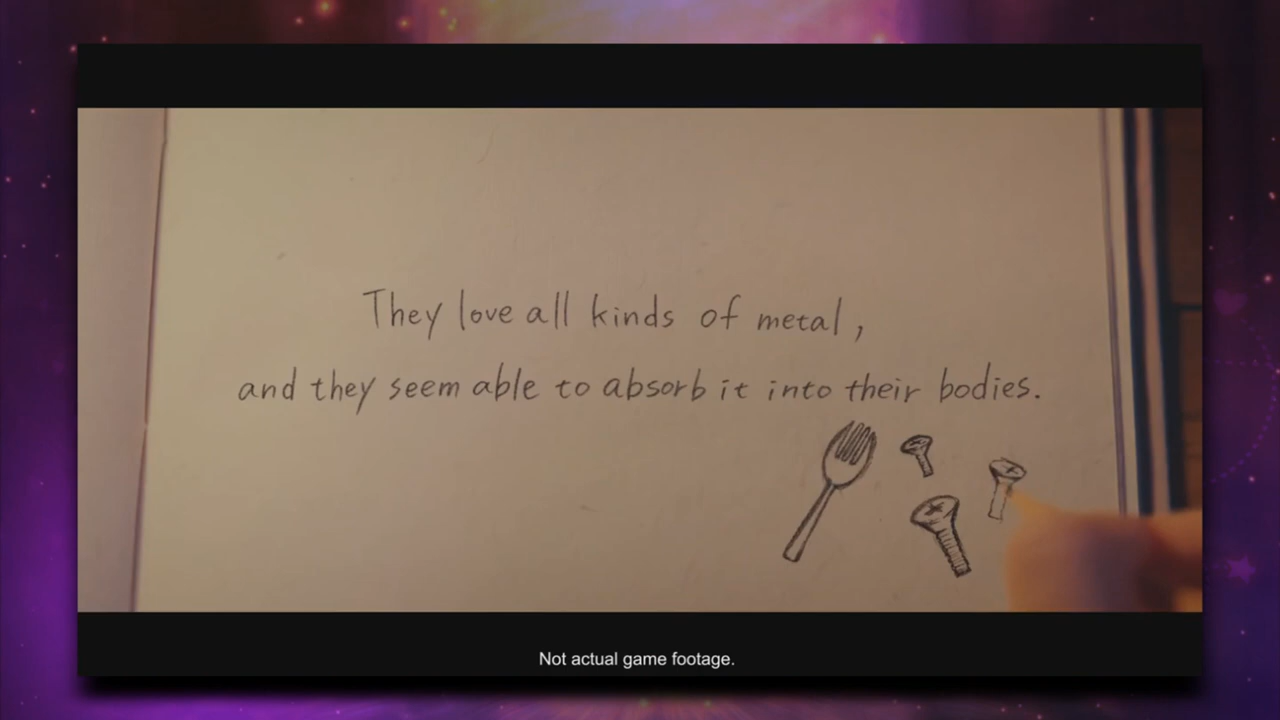 They love all kinds of metal,
and they seem able to absorb it into their bodies.
Not actual game footage.